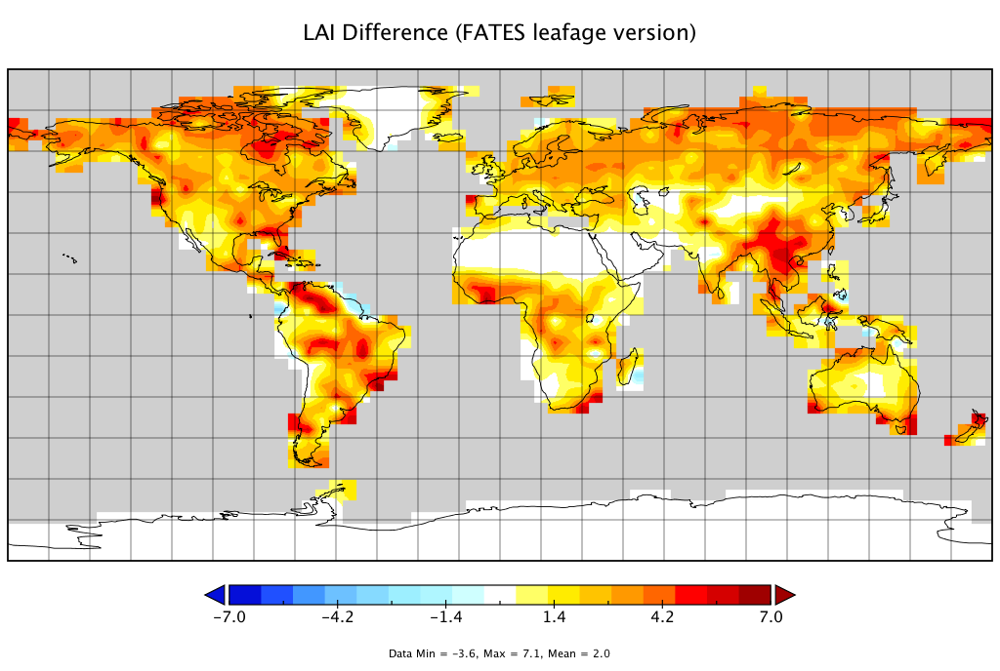 LAI Difference (FATES leafage version)
−7.0 −4.2 −1.4 1.4 4.2 7.0
Data Min = −3.6, Max = 7.1, Mean = 2.0